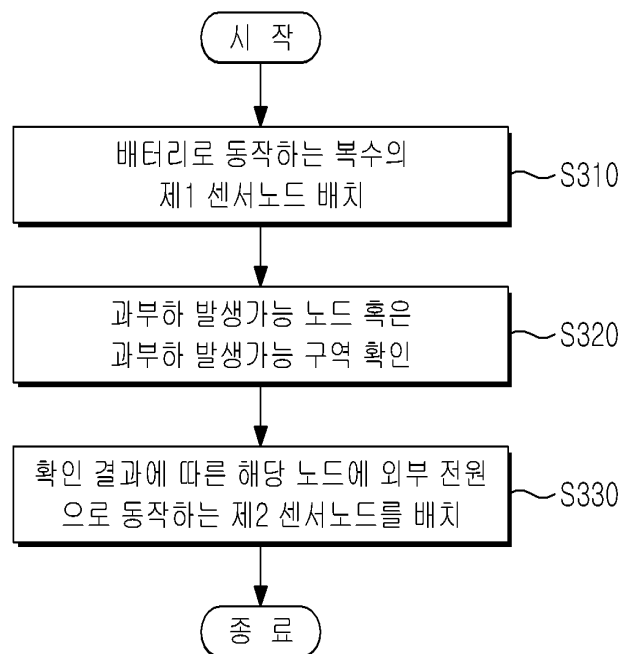 시 작
배터리로 동작하는 복수의
제1 센서노드 배치
S310
과부하 발생가능 노드 혹은
과부하 발생가능 구역 확인
S320
확인 결과에 따른 해당 노드에 외부 전원
으로 동작하는 제2 센서노드를 배치
S330
종 료